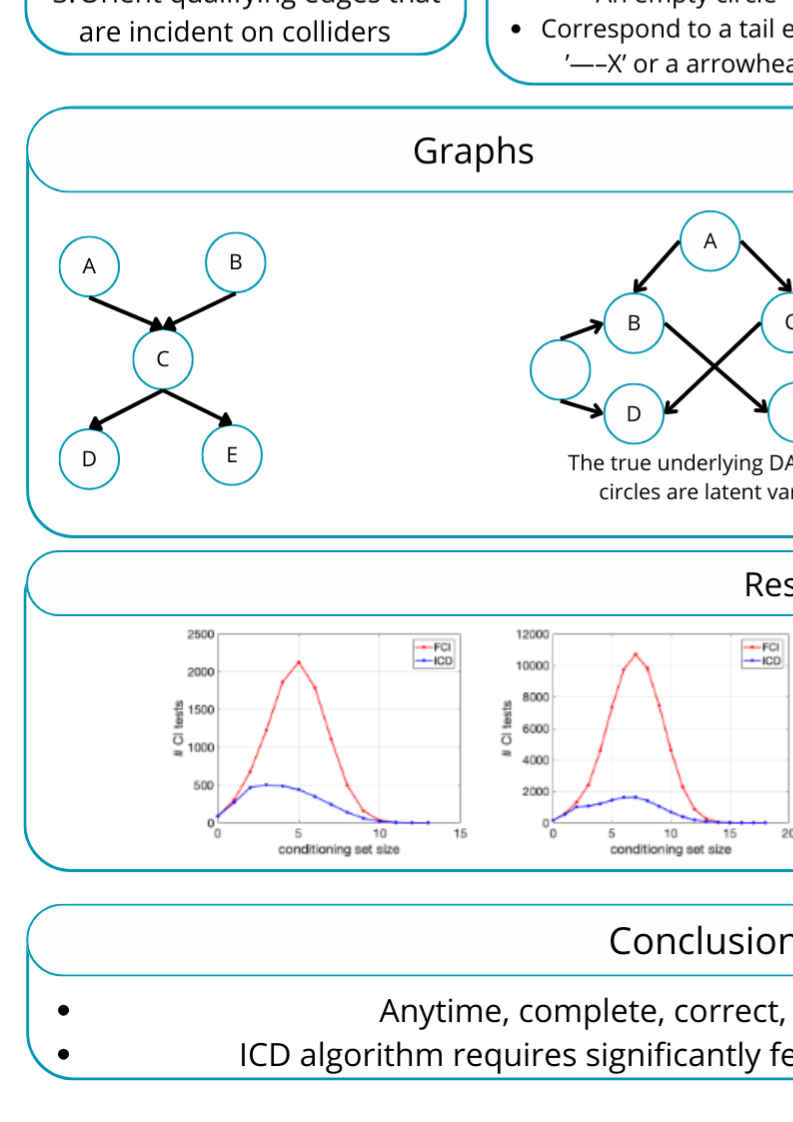 3. Orient qualifying edges that
are incident on colliders
An empty circle
• Correspond to a tail e
'—–X' or a arrowhea
Graphs
A
B
C
D
E
A
B
C
D
The true underlying DA
circles are latent var
Res
2500
2000
1500
1000
500
0
0 5 10 15
# CI tests
conditioning set size
FCI
ICD
12000
10000
8000
6000
4000
2000
0
0 5 10 15 20
# CI tests
conditioning set size
FCI
ICD
Conclusion
• Anytime, complete, correct,
• ICD algorithm requires significantly fe